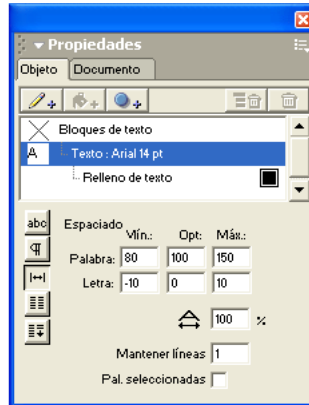 Propiedades
Objeto Documento
Bloques de texto
A Texto : Arial 14 pt
Relleno de texto
abc Espaciado
Mín.: Opt: Máx.:
¶ Palabra: 80 100 150
Letra: -10 0 10
100 %
Mantener líneas 1
Pal. seleccionadas